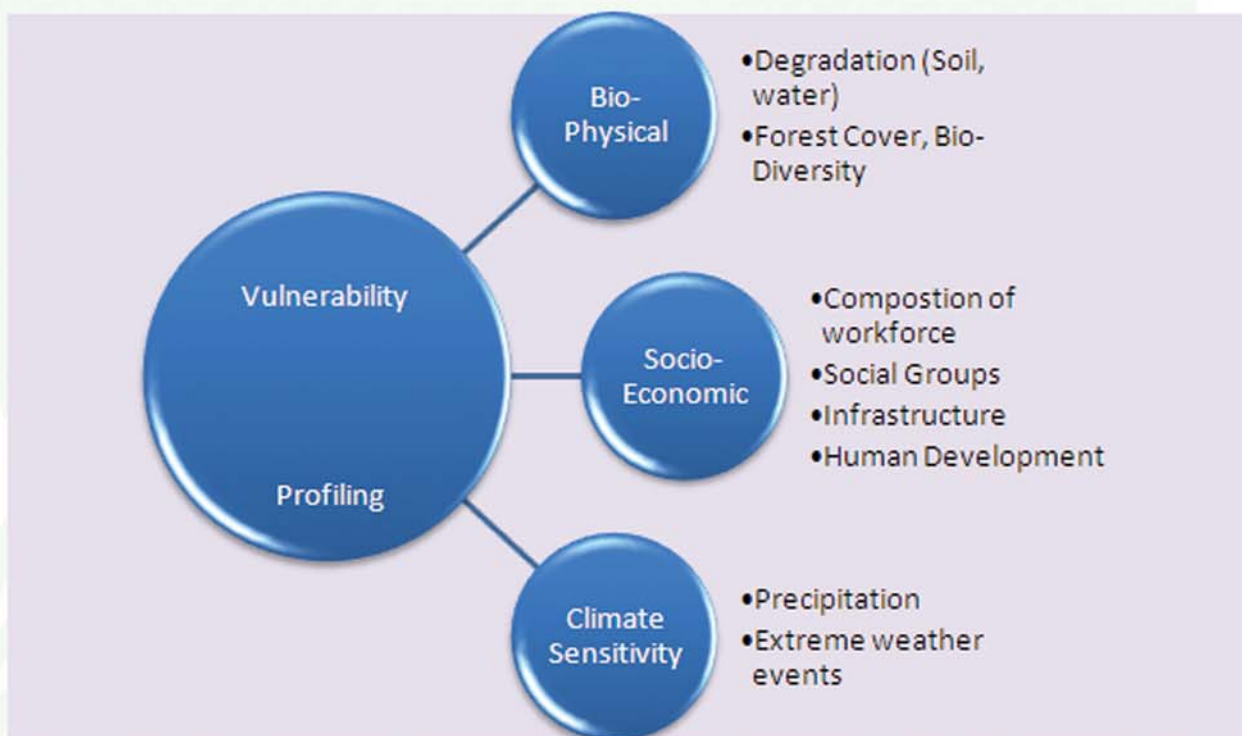 Bio-
Physical
•Degradation (Soil,
water)
•Forest Cover, Bio-
Diversity
Vulnerability
Profiling
Socio-
Economic
•Compostion of
workforce
•Social Groups
•Infrastructure
•Human Development
Climate
Sensitivity
•Precipitation
•Extreme weather
events